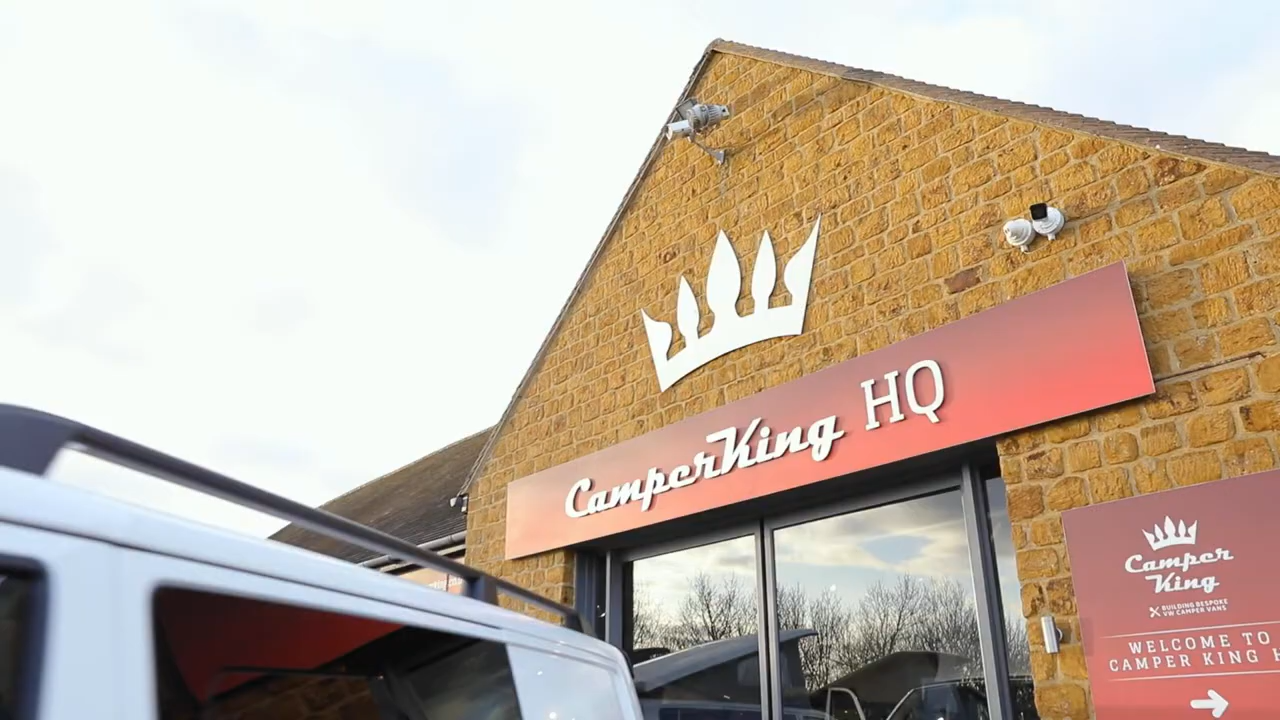 CamperKing HQ
Camper
King
BUILDING BESPOKE
VW CAMPER VANS
WELCOME TO
CAMPER KING H